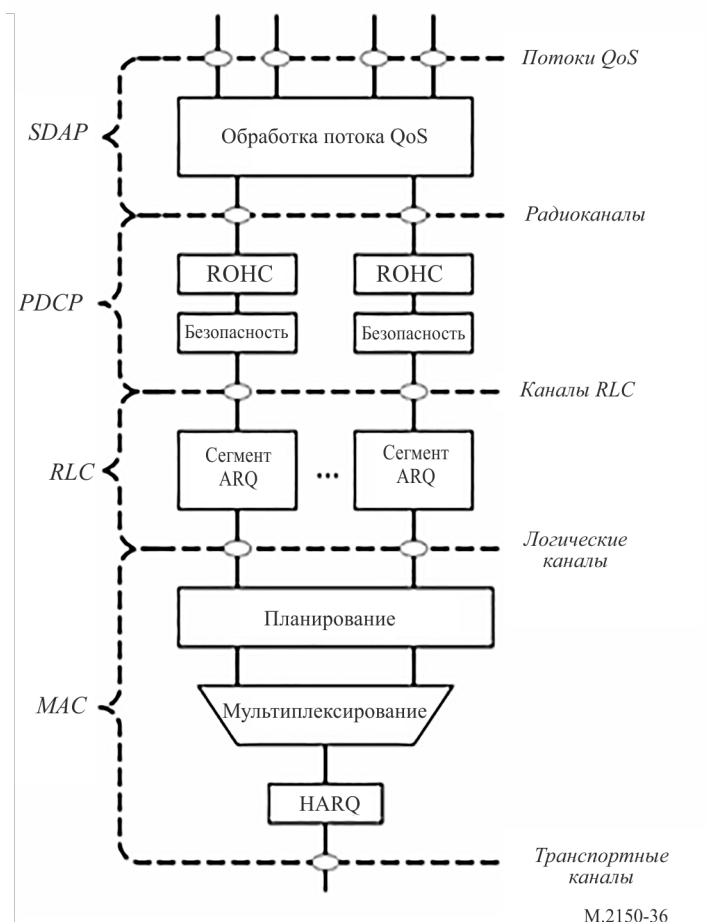 Потоки QoS
SDAP
Обработка потока QoS
Радиоканалы
ROHC
ROHC
PDCP
Безопасность
Безопасность
Каналы RLC
RLC
Сегмент
ARQ
...
Сегмент
ARQ
Логические
каналы
Планирование
MAC
Мультиплексирование
HARQ
Транспортные
каналы
M.2150-36